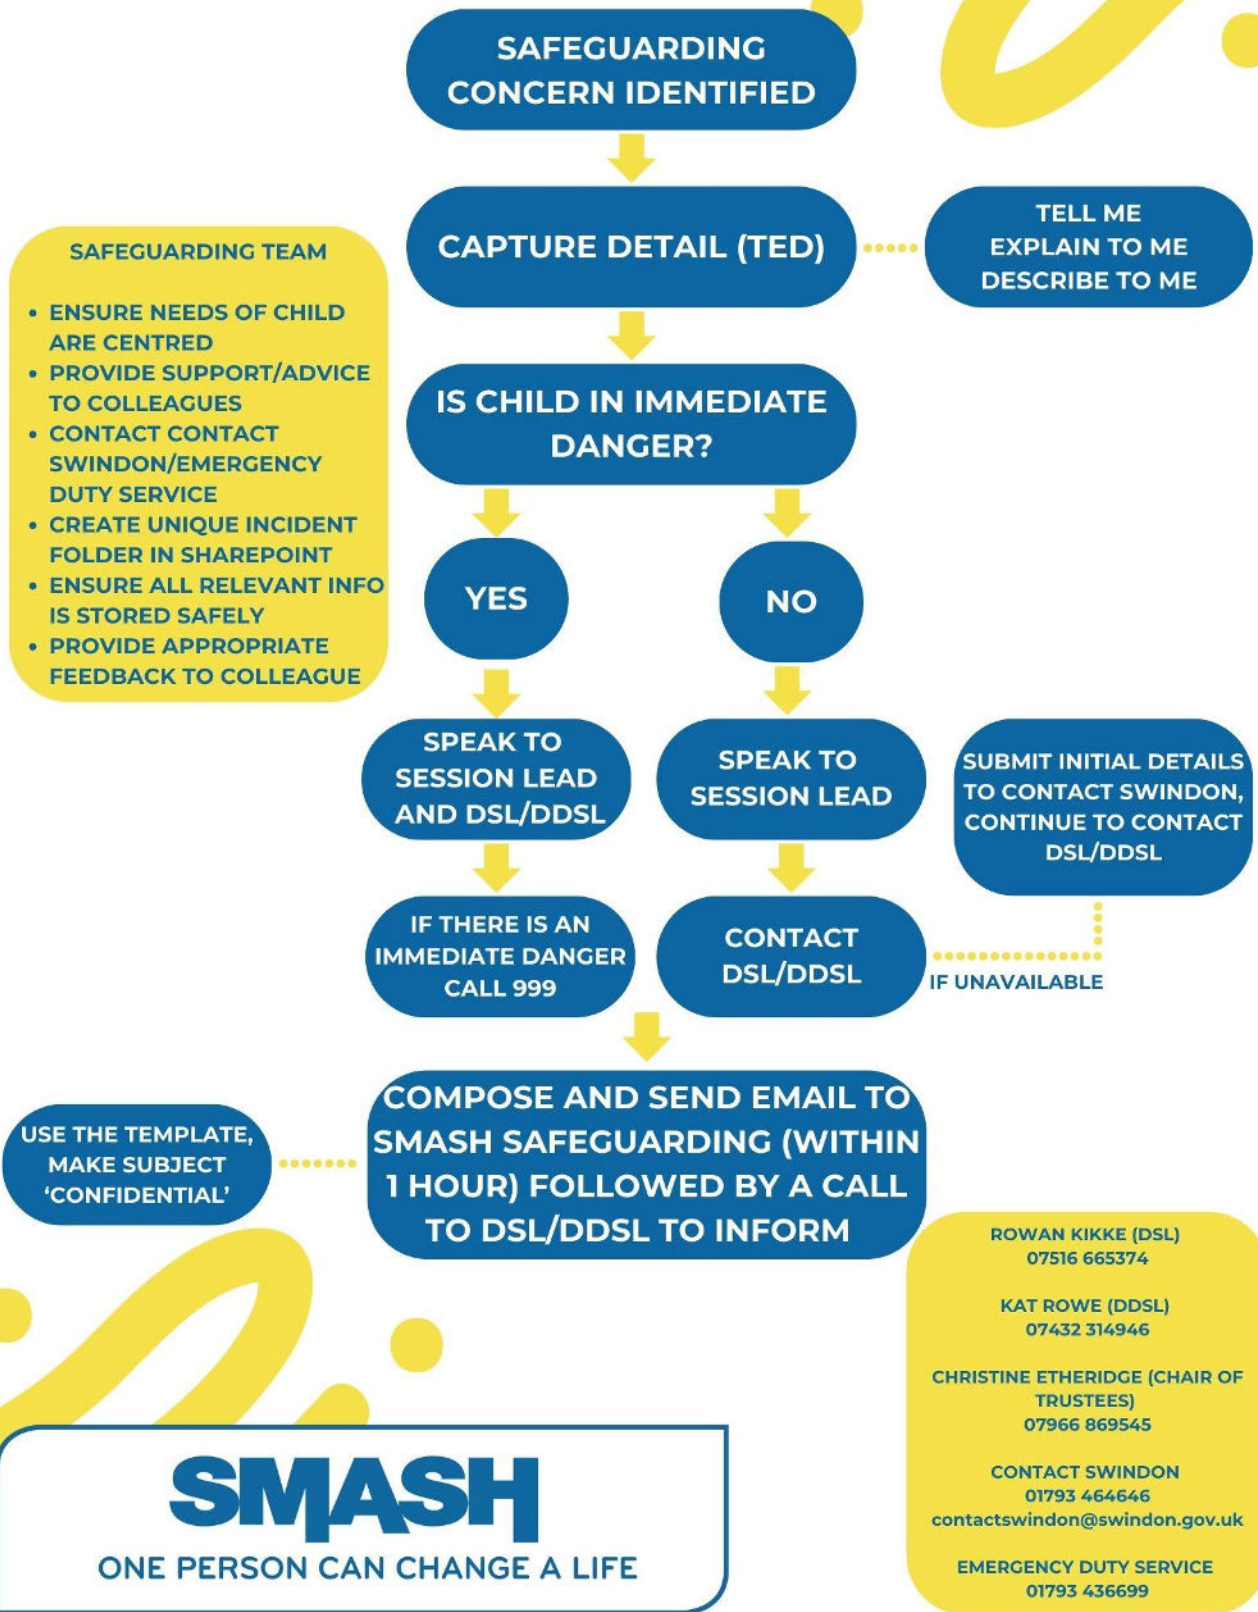 SAFEGUARDING
CONCERN IDENTIFIED
CAPTURE DETAIL (TED)
TELL ME
EXPLAIN TO ME
DESCRIBE TO ME
SAFEGUARDING TEAM
• ENSURE NEEDS OF CHILD
ARE CENTRED
• PROVIDE SUPPORT/ADVICE
TO COLLEAGUES
• CONTACT CONTACT
SWINDON/EMERGENCY
DUTY SERVICE
• CREATE UNIQUE INCIDENT
FOLDER IN SHAREPOINT
• ENSURE ALL RELEVANT INFO
IS STORED SAFELY
• PROVIDE APPROPRIATE
FEEDBACK TO COLLEAGUE
IS CHILD IN IMMEDIATE
DANGER?
YES
NO
SPEAK TO
SESSION LEAD
AND DSL/DDSL
SPEAK TO
SESSION LEAD
SUBMIT INITIAL DETAILS
TO CONTACT SWINDON,
CONTINUE TO CONTACT
DSL/DDSL
IF THERE IS AN
IMMEDIATE DANGER
CALL 999
CONTACT
DSL/DDSL
IF UNAVAILABLE
COMPOSE AND SEND EMAIL TO
SMASH SAFEGUARDING (WITHIN
1 HOUR) FOLLOWED BY A CALL
TO DSL/DDSL TO INFORM
USE THE TEMPLATE,
MAKE SUBJECT
‘CONFIDENTIAL’
ROWAN KIKKE (DSL)
07516 665374
KAT ROWE (DDSL)
07432 314946
CHRISTINE ETHERIDGE (CHAIR OF
TRUSTEES)
07966 869545
CONTACT SWINDON
01793 464646
contactswindon@swindon.gov.uk
EMERGENCY DUTY SERVICE
01793 436699
SMASH
ONE PERSON CAN CHANGE A LIFE